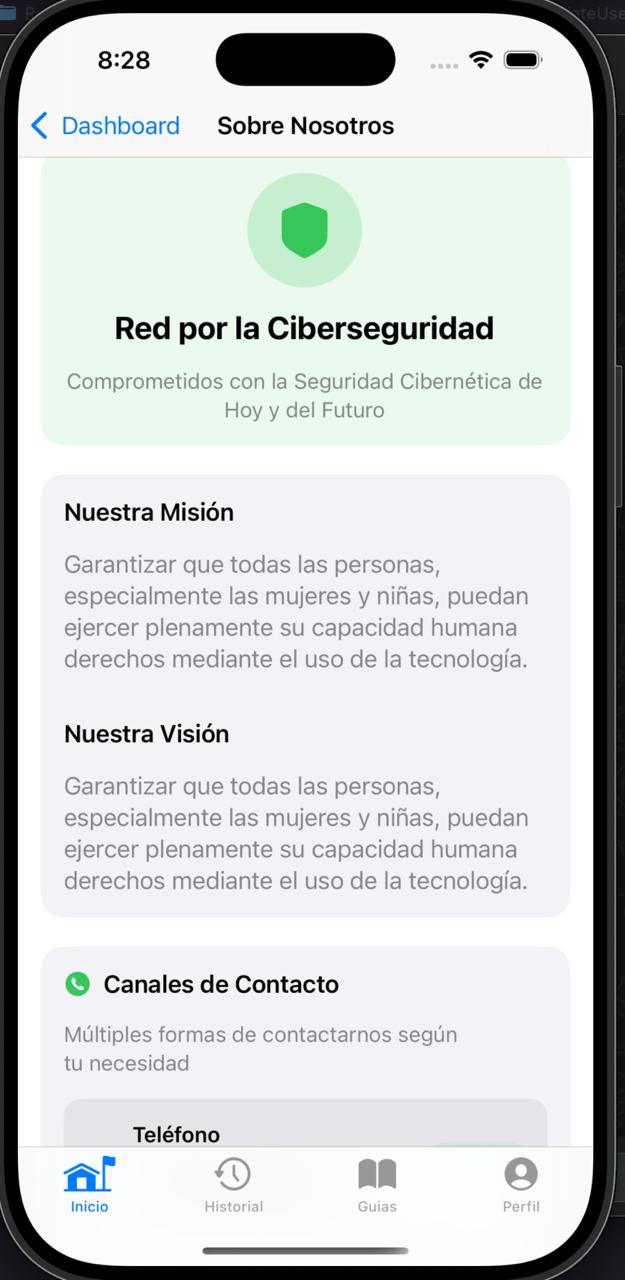 8:28
Dashboard
Sobre Nosotros
Red por la Ciberseguridad
Comprometidos con la Seguridad Cibernética de
Hoy y del Futuro
Nuestra Misión
Garantizar que todas las personas,
especialmente las mujeres y niñas, puedan
ejercer plenamente su capacidad humana
derechos mediante el uso de la tecnología.
Nuestra Visión
Garantizar que todas las personas,
especialmente las mujeres y niñas, puedan
ejercer plenamente su capacidad humana
derechos mediante el uso de la tecnología.
Canales de Contacto
Múltiples formas de contactarnos según
tu necesidad
Teléfono
Inicio
Historial
Guias
Perfil